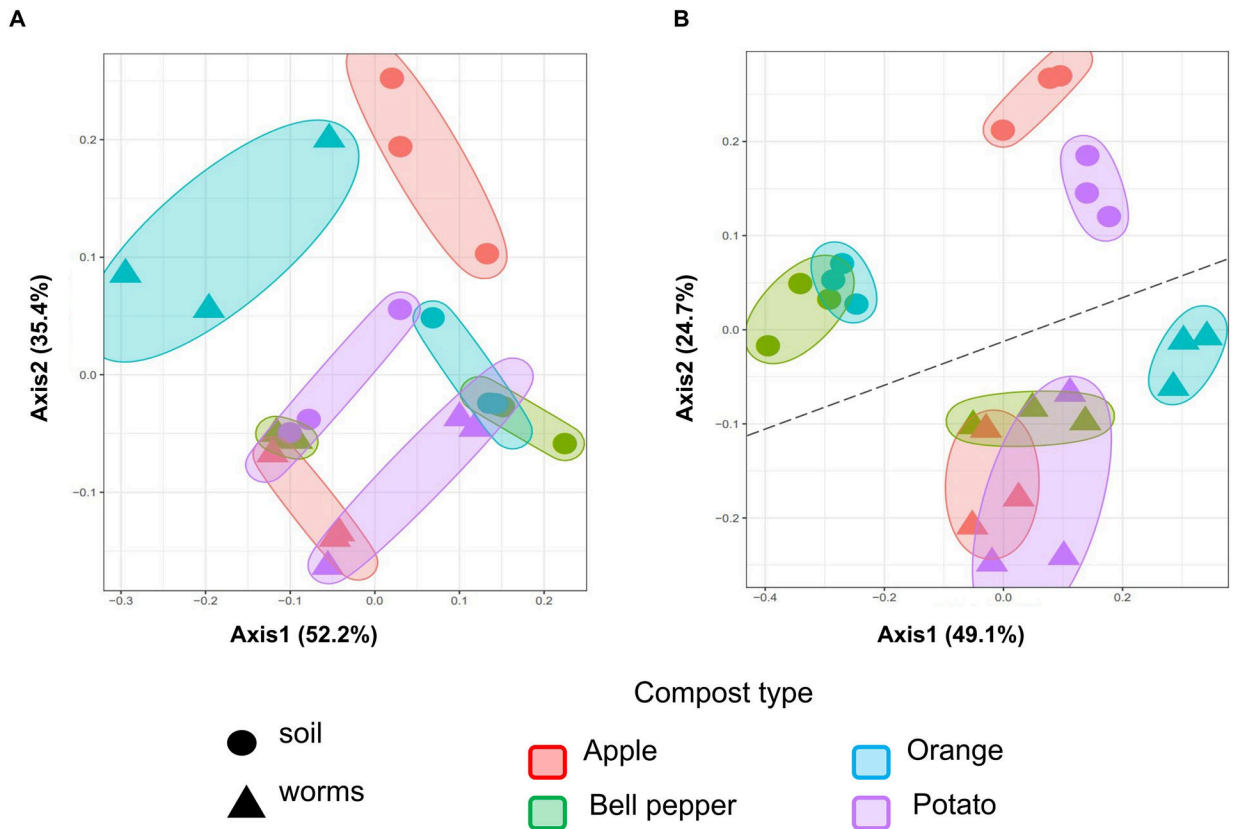 A
B
0.2
0.1
0.0
−0.1
Axis2 (35.4%)
−0.3
−0.2
−0.1
0.0
0.1
0.2
Axis1 (52.2%)
0.2
0.1
0.0
−0.1
−0.2
Axis2 (24.7%)
−0.4
−0.2
0.0
0.2
Axis1 (49.1%)
Compost type
soil
worms
Apple
Bell pepper
Orange
Potato